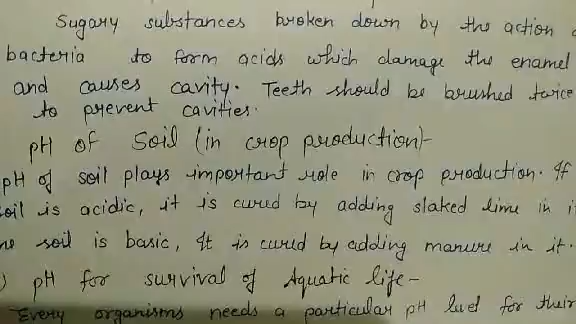 Sugary substances broken down by the action
bacteria to form acids which damage the enamel
and causes cavity. Teeth should be brushed twice
to prevent cavities.
pH of Soil (in crop production)-
pH of soil plays important role in crop production. If
soil is acidic, it is cured by adding slaked lime in it
soil is basic, It is cured by adding manure in it.
) pH for survival of Aquatic life-
Every organisms needs a particular pH level for their